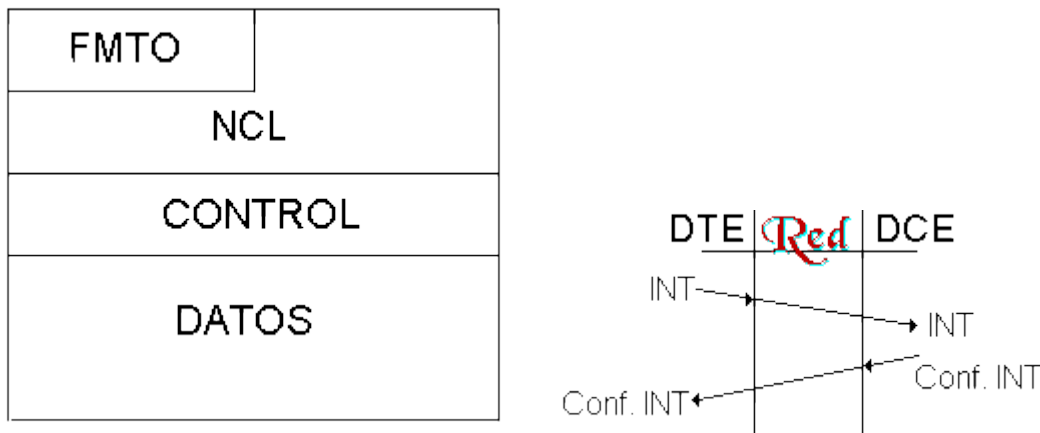 FMTO
NCL
CONTROL
DATOS
DTE Red DCE
INT
INT
Conf. INT
Conf. INT